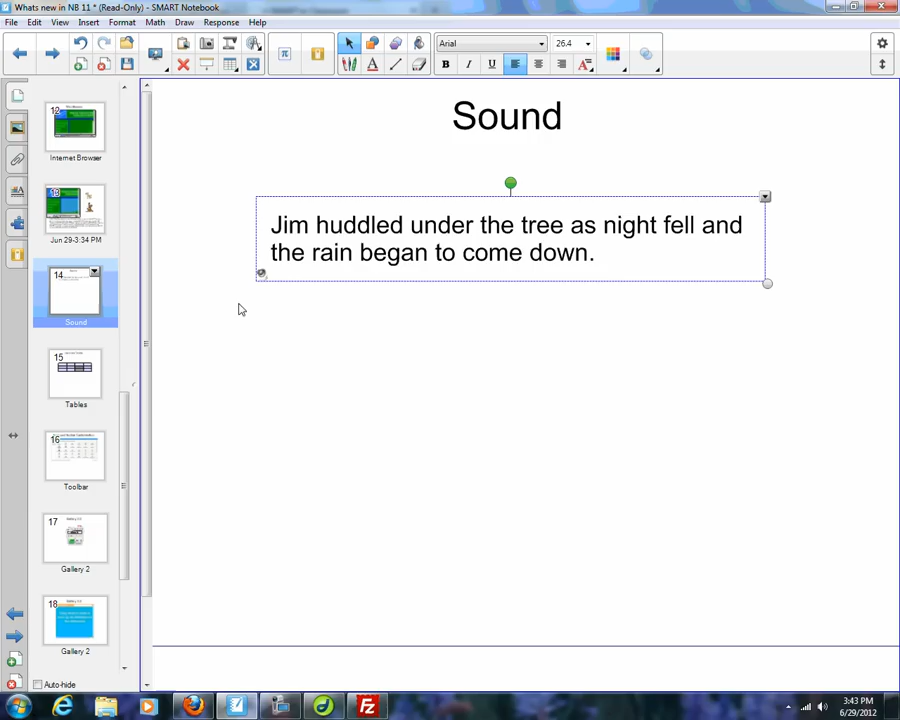 Whats new in NB 11 * (Read-Only) - SMART Notebook
File Edit View Insert Format Math Draw Response Help
Arial 26.4
B I U A
12
Internet Browser
13
Jun 29-3:34 PM
14
Sound
15
Tables
16
Toolbar
17
Gallery 2
18
Gallery 2
Auto-hide
Sound
Jim huddled under the tree as night fell and
the rain began to come down.
3:43 PM
6/29/2012